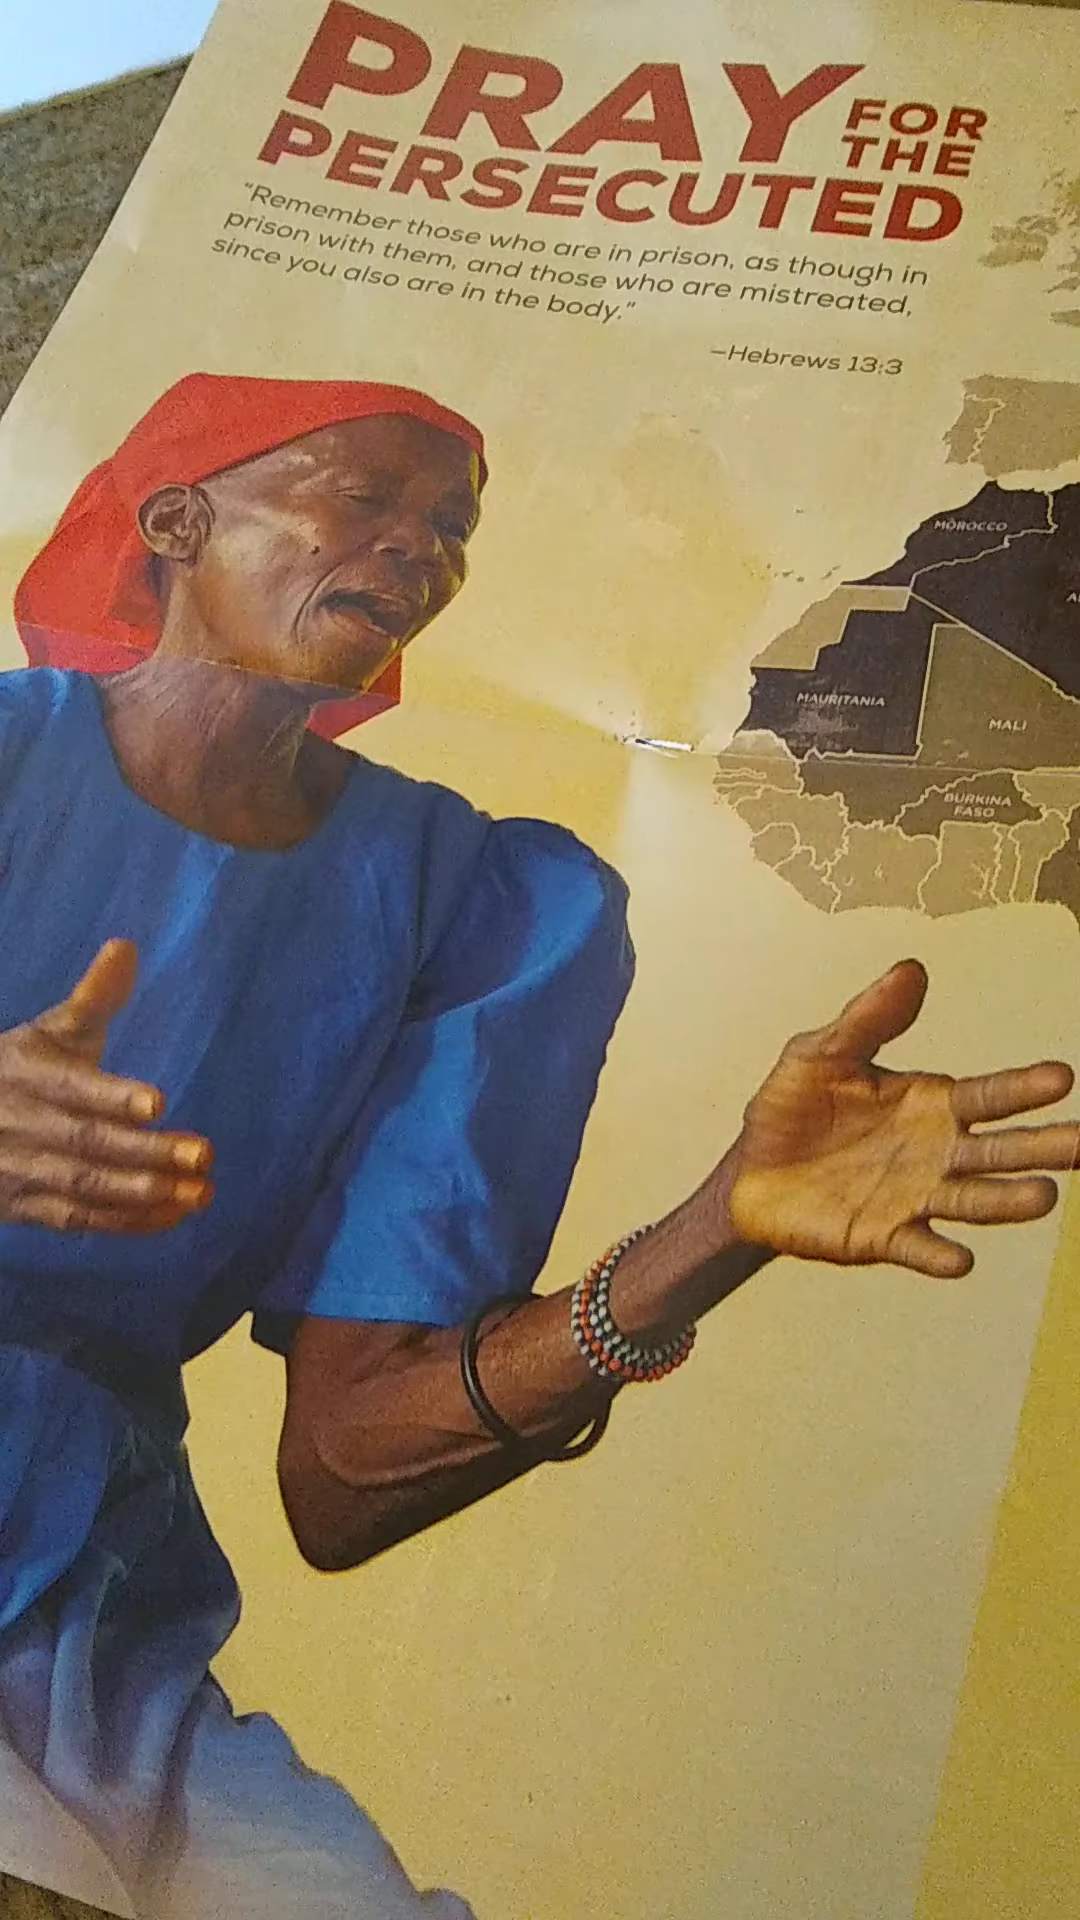 PRAY FOR THE
PERSECUTED
"Remember those who are in prison, as though in
prison with them, and those who are mistreated,
since you also are in the body."
—Hebrews 13:3
MOROCCO
MAURITANIA
MALI
BURKINA
FASO